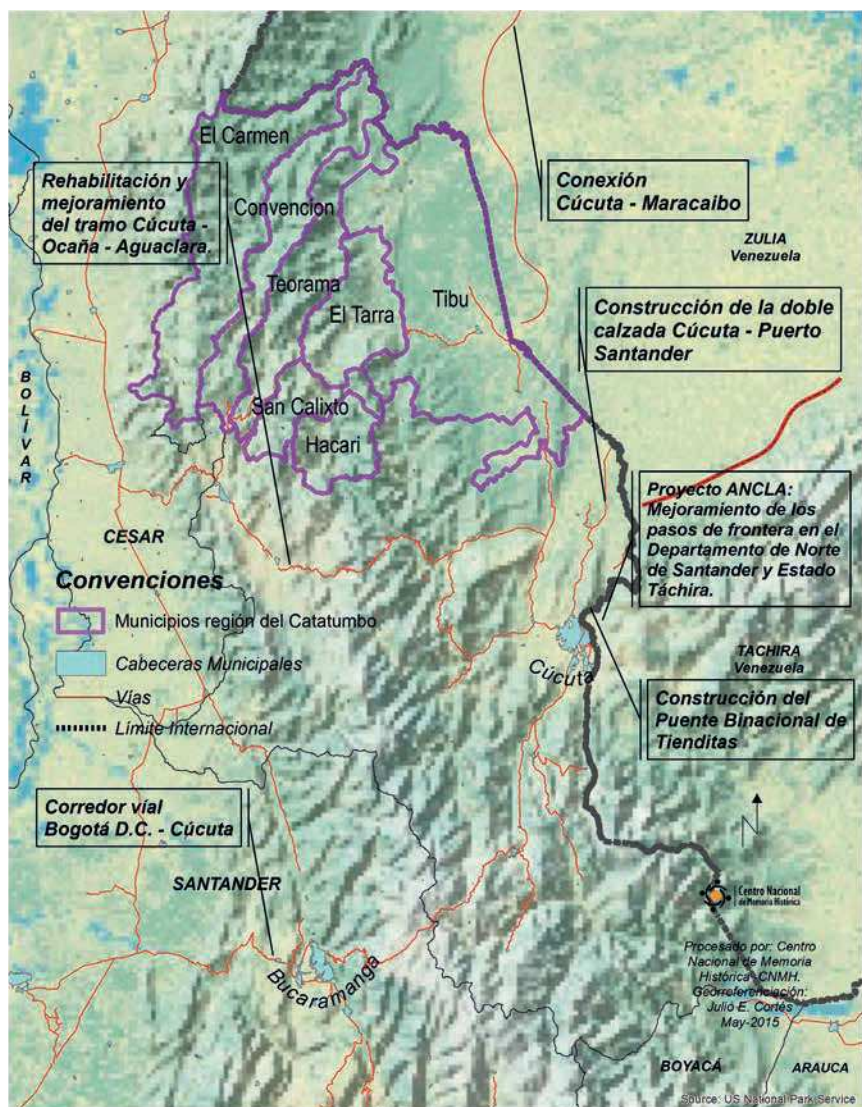 El Carmen
Rehabilitación y
mejoramiento
del tramo Cúcuta -
Ocaña - Aguaclara.
Conexión
Cúcuta - Maracaibo
Convencion
ZULIA
Venezuela
Teorama
El Tarra
Tibu
Construcción de la doble
calzada Cúcuta - Puerto
Santander
BOLÍVAR
San Calixto
Hacari
Proyecto ANCLA:
Mejoramiento de los
pasos de frontera en el
Departamento de Norte
de Santander y Estado
Táchira.
CESAR
Convenciones
Municipios región del Catatumbo
Cabeceras Municipales
Vías
Límite Internacional
Cúcuta
TACHIRA
Venezuela
Construcción del
Puente Binacional de
Tienditas
Corredor víal
Bogotá D.C. - Cúcuta
SANTANDER
Bucaramanga
N
Centro Nacional
de Memoria Histórica
Procesado por: Centro
Nacional de Memoria
Histórica -CNMH.
Georreferenciación:
Julio E. Cortés
May-2015
BOYACÁ
ARAUCA
Source: US National Park Service